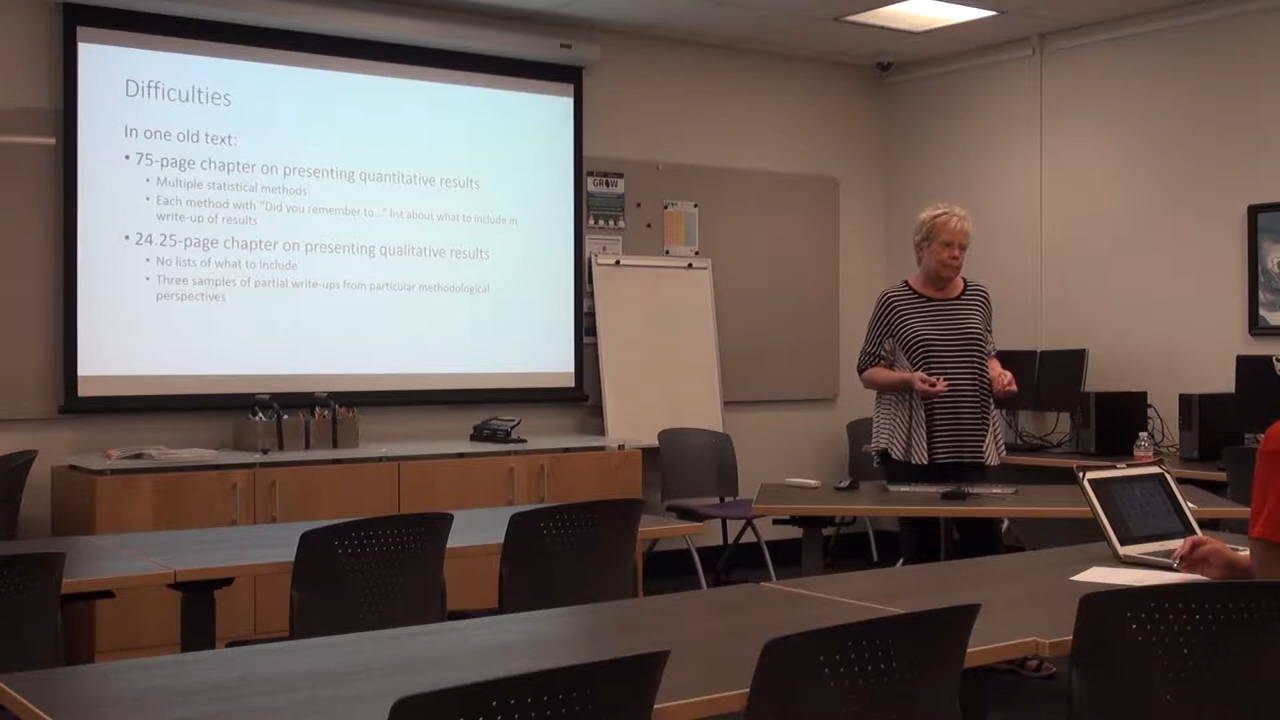 Difficulties
In one old text:
• 75-page chapter on presenting quantitative results
• Multiple statistical methods
• Each method with "Did you remember to..." list about what to include in
write-up of results
• 24.25-page chapter on presenting qualitative results
• No lists of what to include
• Three samples of partial write-ups from particular methodological
perspectives
GROW